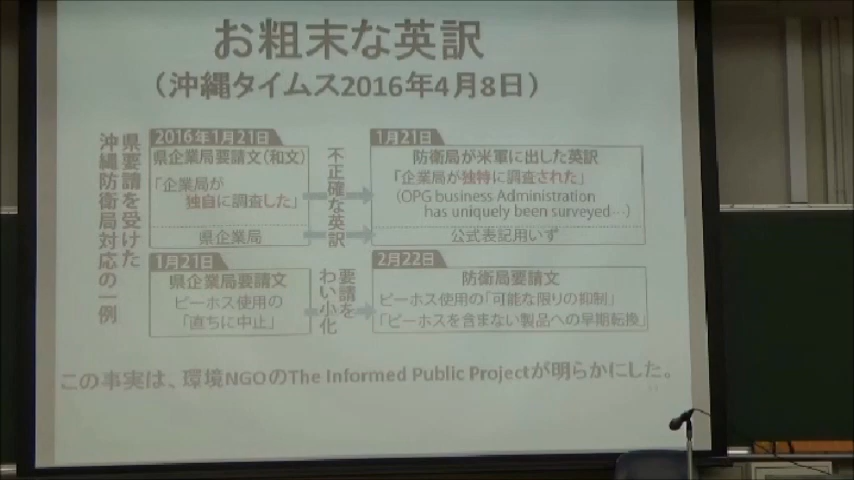 お粗末な英訳
（沖縄タイムス2016年4月8日）
県要請を受けた
沖縄防衛局対応の一例
2016年1月21日
県企業局要請文（和文）
「企業局が
独自に調査した」
県企業局
不正確な英訳
1月21日
防衛局が米軍に出した英訳
「企業局が独特に調査された」
（OPG business Administration
has uniquely been surveyed…）
公式表記用いず
1月21日
県企業局要請文
ピーホス使用の
「直ちに中止」
要請を
わい小化
2月22日
防衛局要請文
ピーホス使用の「可能な限りの抑制」
「ピーホスを含まない製品への早期転換」
この事実は、環境NGOのThe Informed Public Projectが明らかにした。